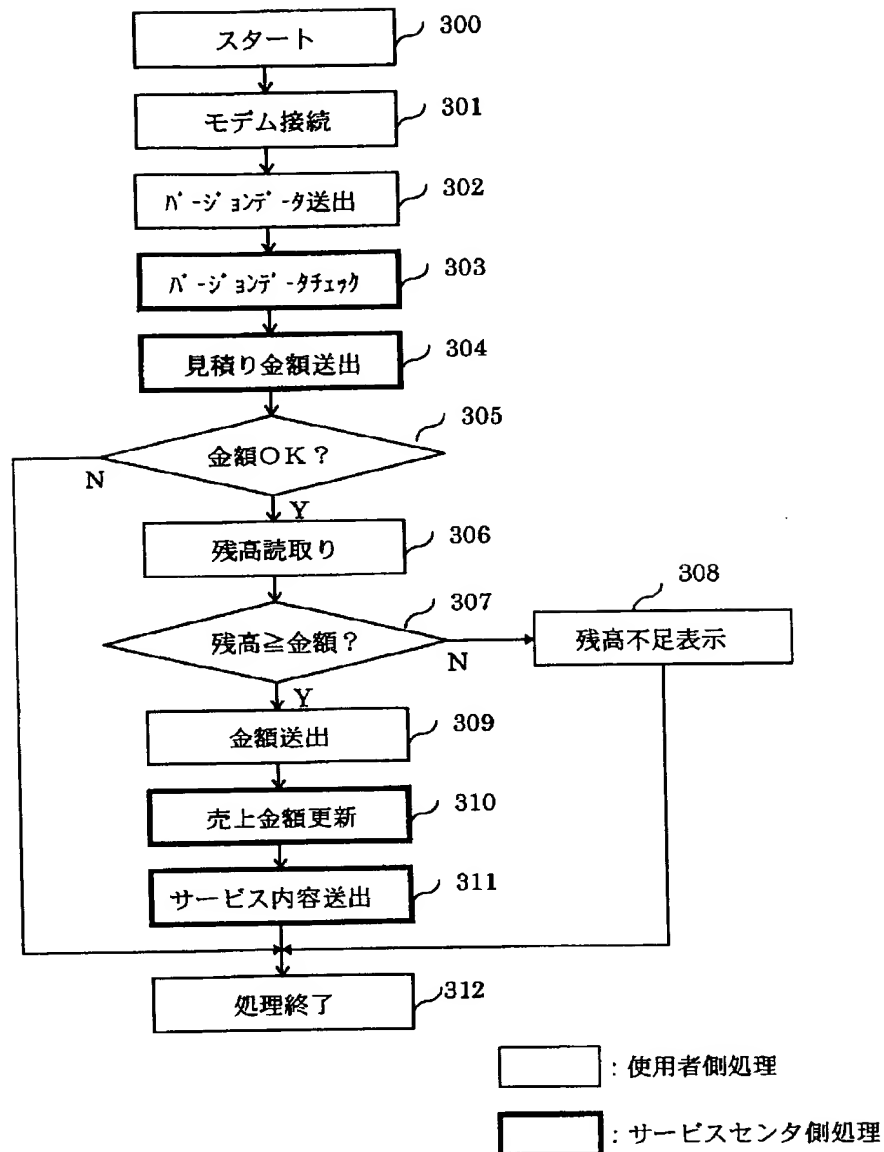 スタート
300
モデム接続
301
バージョンデータ送出
302
バージョンデータチェック
303
見積り金額送出
304
金額OK?
305
N
Y
残高読取り
306
残高≧金額?
307
N
308
残高不足表示
Y
金額送出
309
売上金額更新
310
サービス内容送出
311
処理終了
312
:使用者側処理
:サービスセンタ側処理